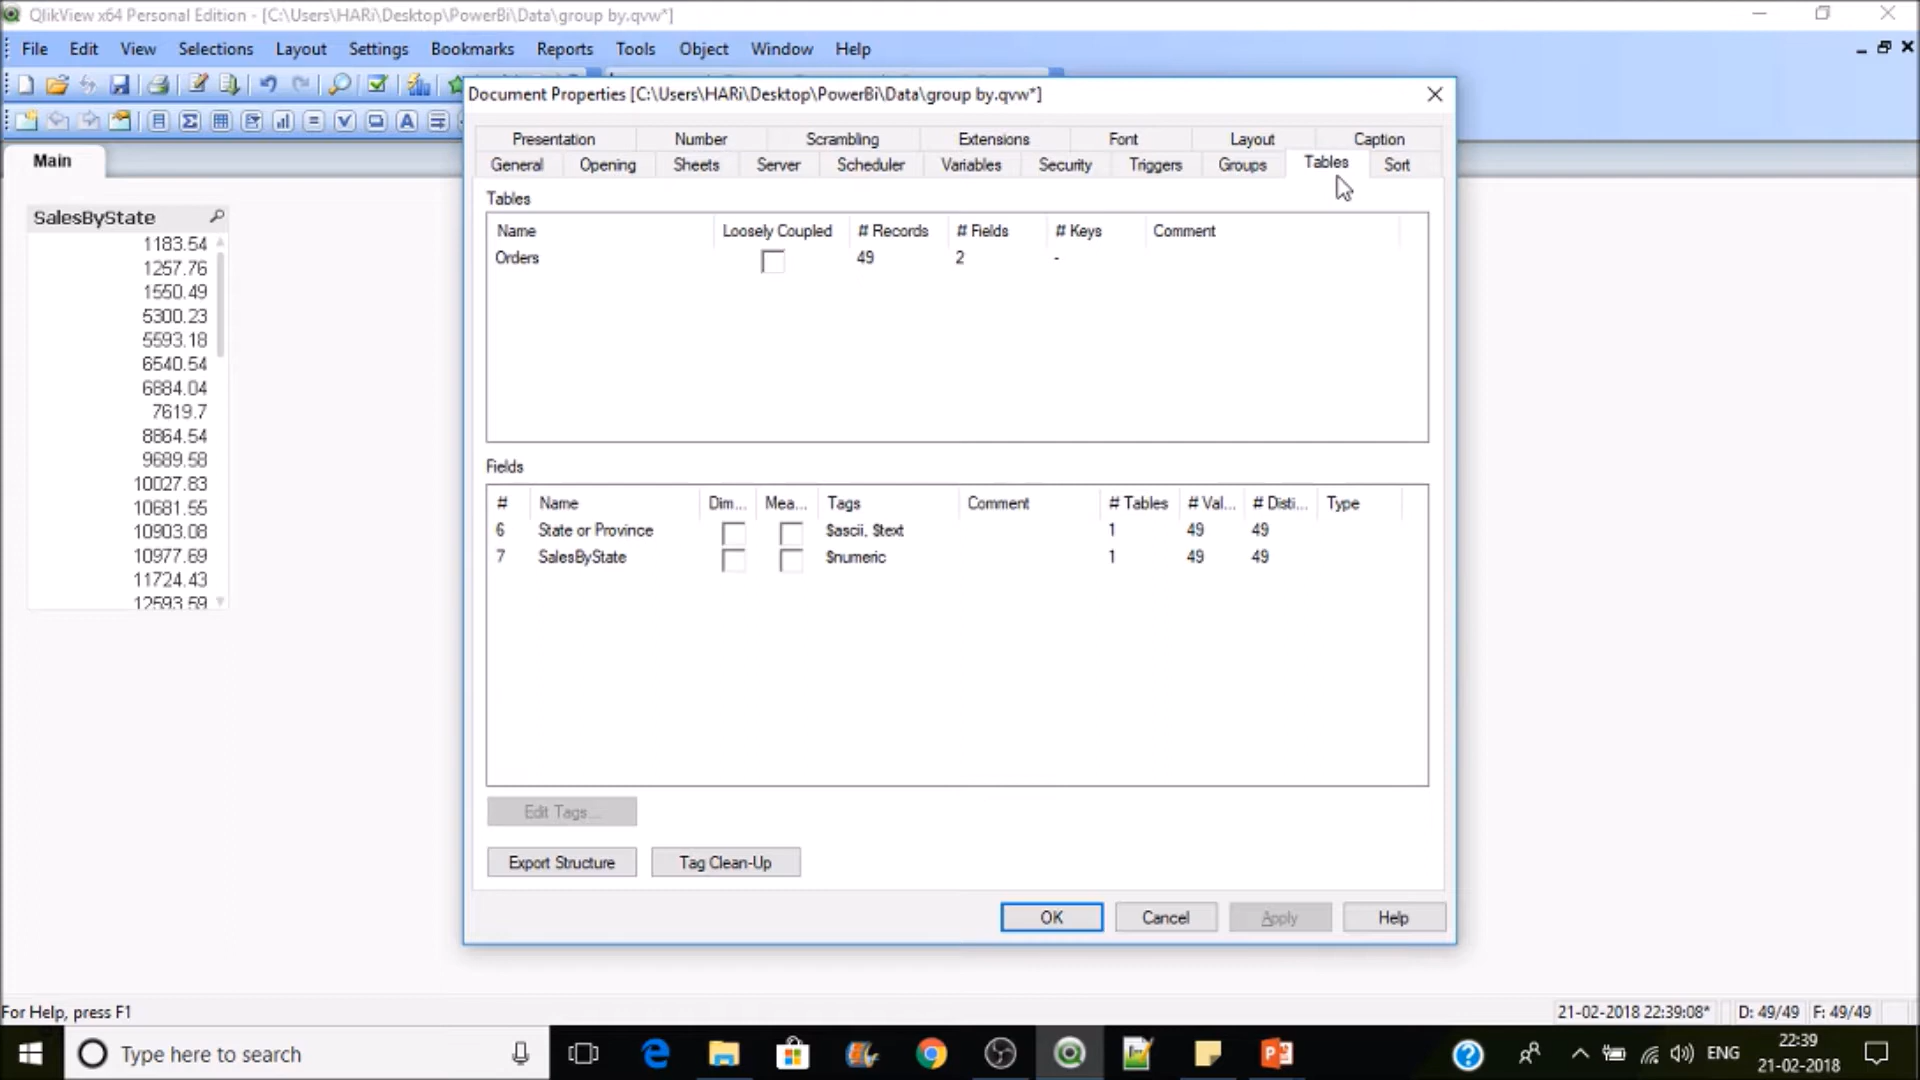 QlikView x64 Personal Edition - [C:\Users\HARi\Desktop\PowerBi\Data\group by.qvw*]
File Edit View Selections Layout Settings Bookmarks Reports Tools Object Window Help
Document Properties [C:\Users\HARi\Desktop\PowerBi\Data\group by.qvw*]
Presentation Number Scrambling Extensions Font Layout Caption
General Opening Sheets Server Scheduler Variables Security Triggers Groups Tables Sort
Main
SalesByState
1183.54
1257.76
1550.49
5300.23
5593.18
6540.54
6884.04
7619.7
8864.54
9689.58
10027.83
10681.55
10903.08
10977.69
11724.43
12593.59
Tables
Name Loosely Coupled # Records # Fields # Keys Comment
Orders 49 2 -
Fields
# Name Dim... Mea... Tags Comment # Tables # Val... # Disti... Type
6 State or Province $ascii, $text 1 49 49
7 SalesByState $numeric 1 49 49
Edit Tags...
Export Structure Tag Clean-Up
OK Cancel Apply Help
For Help, press F1
21-02-2018 22:39:08* D: 49/49 F: 49/49
Type here to search
ENG
22:39
21-02-2018